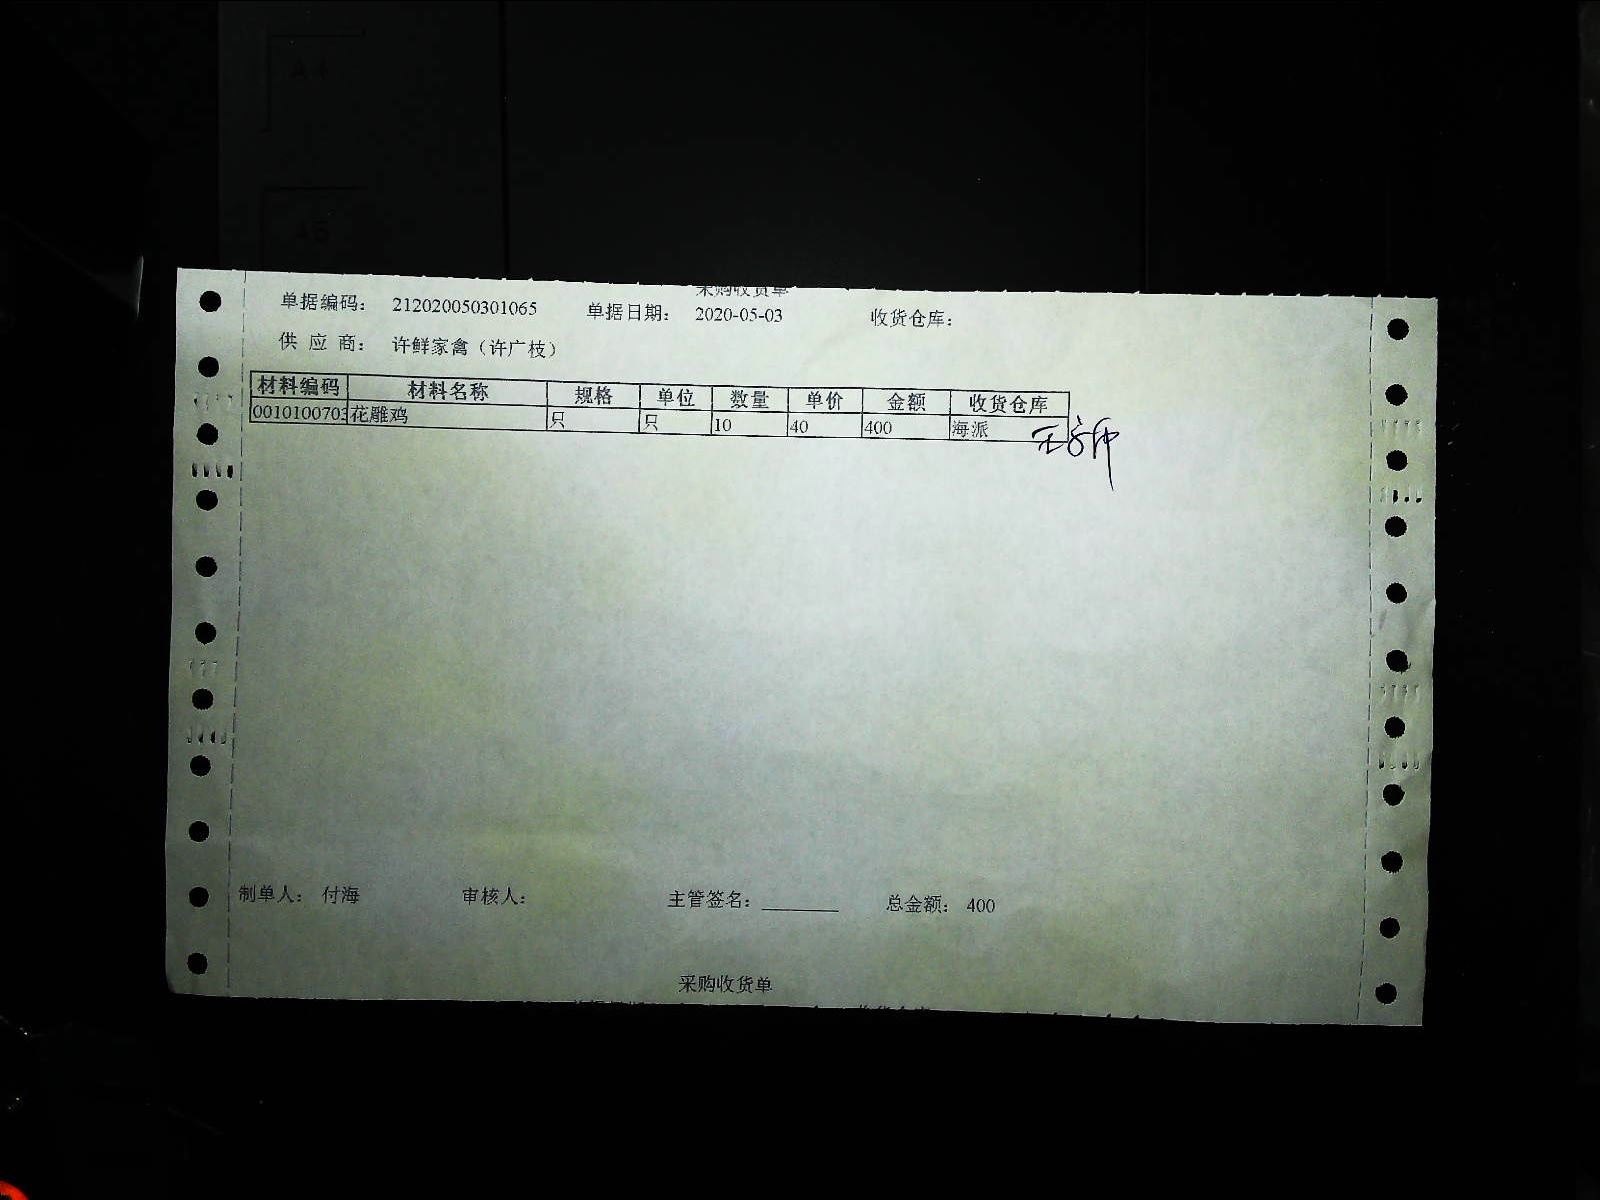 采购收货单
单据编码： 212020050301065 单据日期： 2020-05-03 收货仓库：
供 应 商： 许鲜家禽（许广枝）
材料编码 材料名称 规格 单位 数量 单价 金额 收货仓库
001010070 花雕鸡 只 只 10 40 400 海派
制单人： 付海 审核人： 主管签名： 总金额： 400
采购收货单